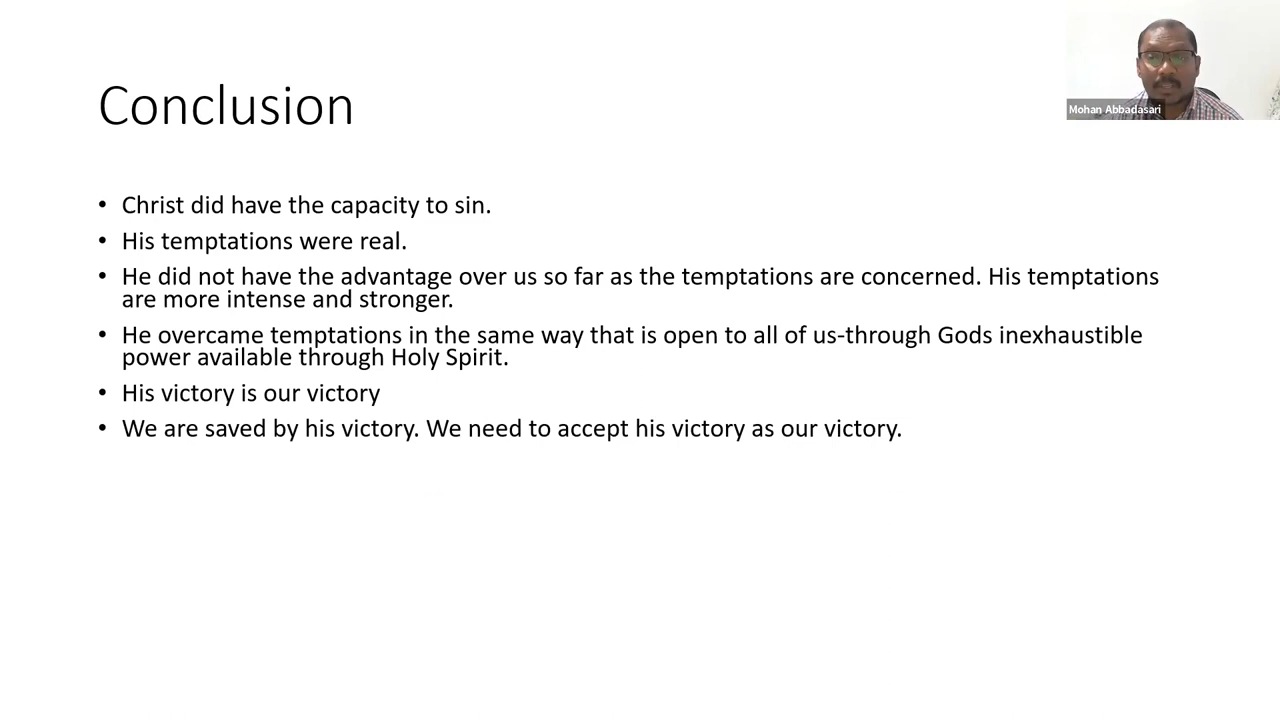 Conclusion
Mohan Abbadasari
• Christ did have the capacity to sin.
• His temptations were real.
• He did not have the advantage over us so far as the temptations are concerned. His temptations
are more intense and stronger.
• He overcame temptations in the same way that is open to all of us-through Gods inexhaustible
power available through Holy Spirit.
• His victory is our victory
• We are saved by his victory. We need to accept his victory as our victory.